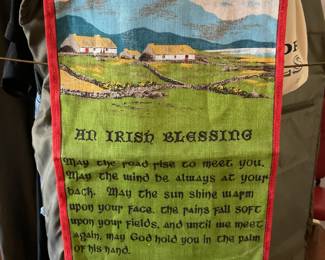 AN IRISH BLESSING
May the road rise to meet you.
May the wind be always at your
back. May the sun shine warm
upon your face, the rains fall soft
upon your fields, and until we meet
again, may God hold you in the palm
of his hand.